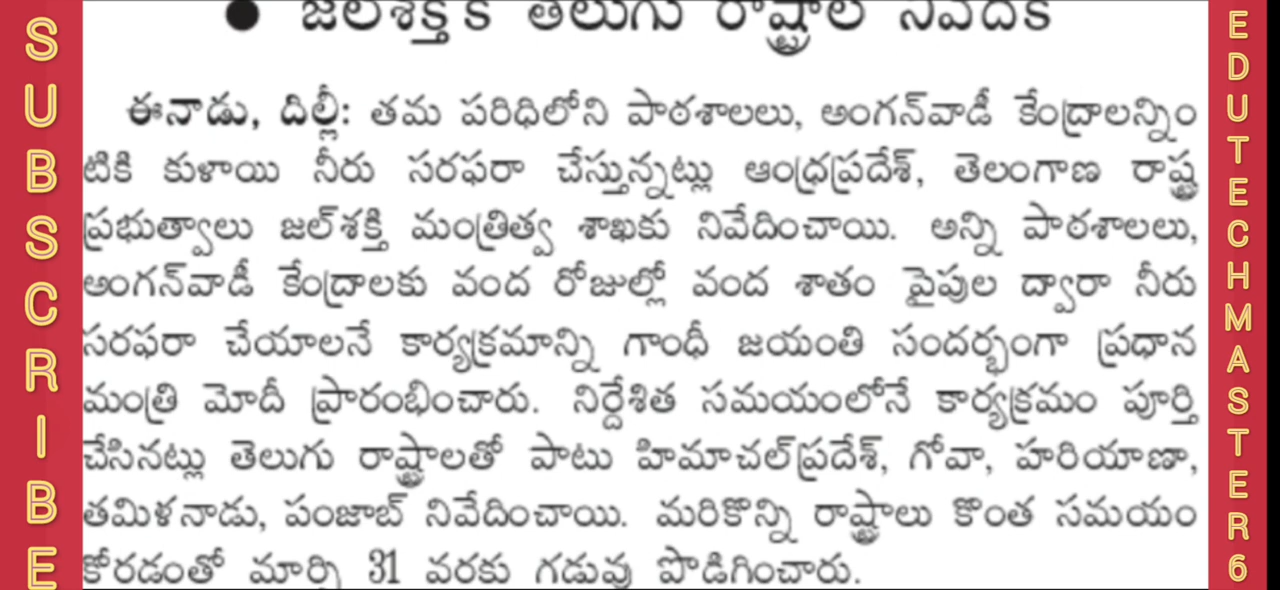 ● జల్‌శక్తికి తెలుగు రాష్ట్రాల నివేదిక
ఈనాడు, దిల్లీ: తమ పరిధిలోని పాఠశాలలు, అంగన్‌వాడీ కేంద్రాలన్నిం
టికి కుళాయి నీరు సరఫరా చేస్తున్నట్లు ఆంధ్రప్రదేశ్, తెలంగాణ రాష్ట్ర
ప్రభుత్వాలు జల్‌శక్తి మంత్రిత్వ శాఖకు నివేదించాయి. అన్ని పాఠశాలలు,
అంగన్‌వాడీ కేంద్రాలకు వంద రోజుల్లో వంద శాతం పైపుల ద్వారా నీరు
సరఫరా చేయాలనే కార్యక్రమాన్ని గాంధీ జయంతి సందర్భంగా ప్రధాన
మంత్రి మోదీ ప్రారంభించారు. నిర్దేశిత సమయంలోనే కార్యక్రమం పూర్తి
చేసినట్లు తెలుగు రాష్ట్రాలతో పాటు హిమాచల్‌ప్రదేశ్, గోవా, హరియాణా,
తమిళనాడు, పంజాబ్ నివేదించాయి. మరికొన్ని రాష్ట్రాలు కొంత సమయం
కోరడంతో మార్చి 31 వరకు గడువు పొడిగించారు.
SUBSCRIBE
EDUTECHMASTER6